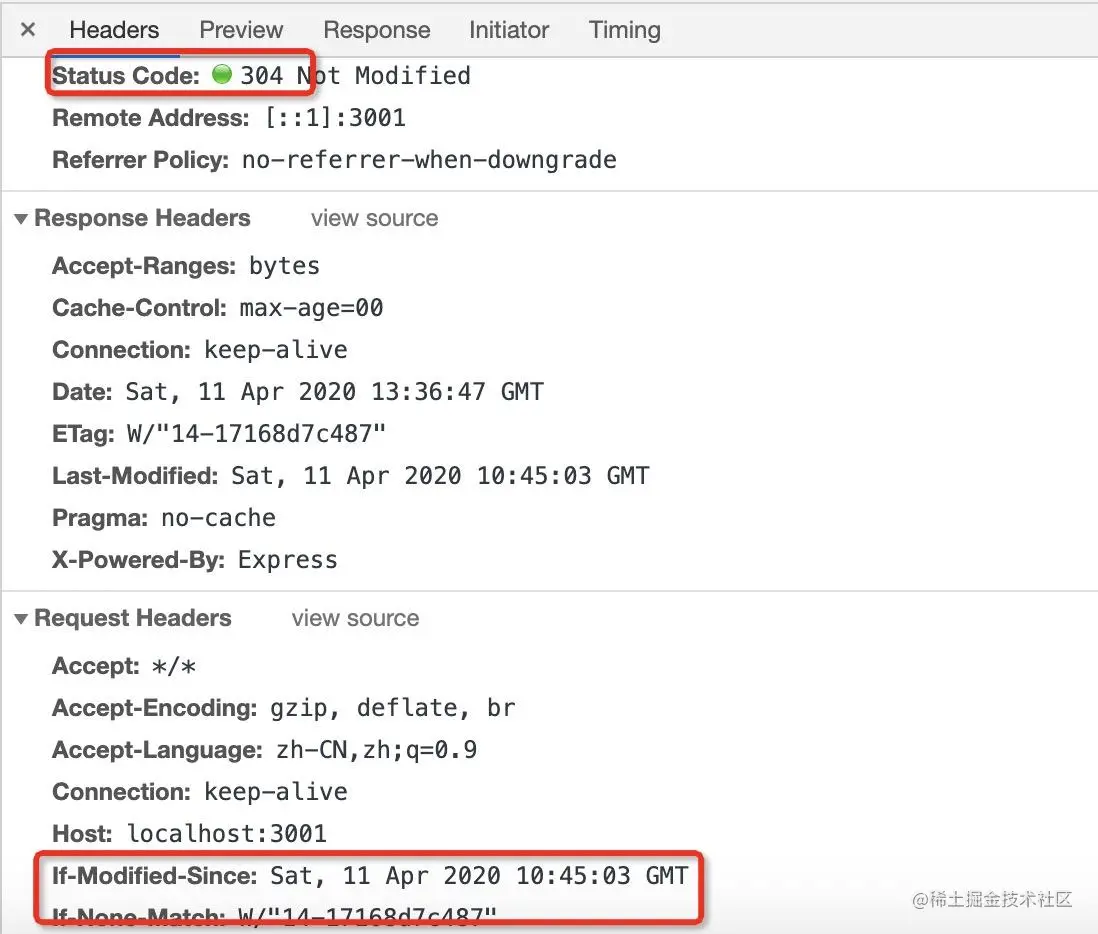 × Headers Preview Response Initiator Timing
Status Code: 304 Not Modified
Remote Address: [::1]:3001
Referrer Policy: no-referrer-when-downgrade
Response Headers view source
Accept-Ranges: bytes
Cache-Control: max-age=00
Connection: keep-alive
Date: Sat, 11 Apr 2020 13:36:47 GMT
ETag: W/"14-17168d7c487"
Last-Modified: Sat, 11 Apr 2020 10:45:03 GMT
Pragma: no-cache
X-Powered-By: Express
Request Headers view source
Accept: */*
Accept-Encoding: gzip, deflate, br
Accept-Language: zh-CN,zh;q=0.9
Connection: keep-alive
Host: localhost:3001
If-Modified-Since: Sat, 11 Apr 2020 10:45:03 GMT
If-None-Match: W/"14-17168d7c487"
@稀土掘金技术社区